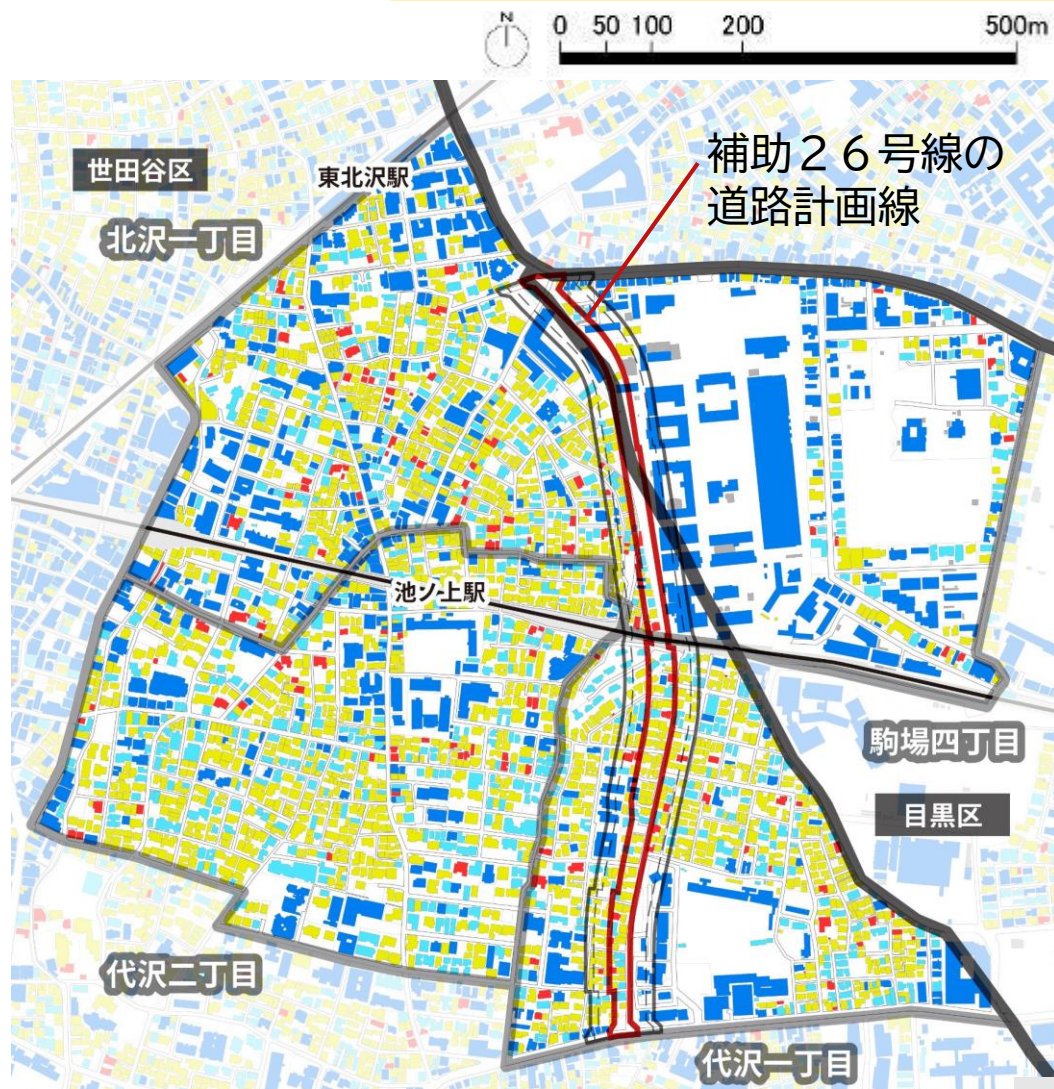 N
0 50 100 200 500m
補助２６号線の
道路計画線
世田谷区
東北沢駅
北沢一丁目
池ノ上駅
駒場四丁目
目黒区
代沢二丁目
代沢一丁目